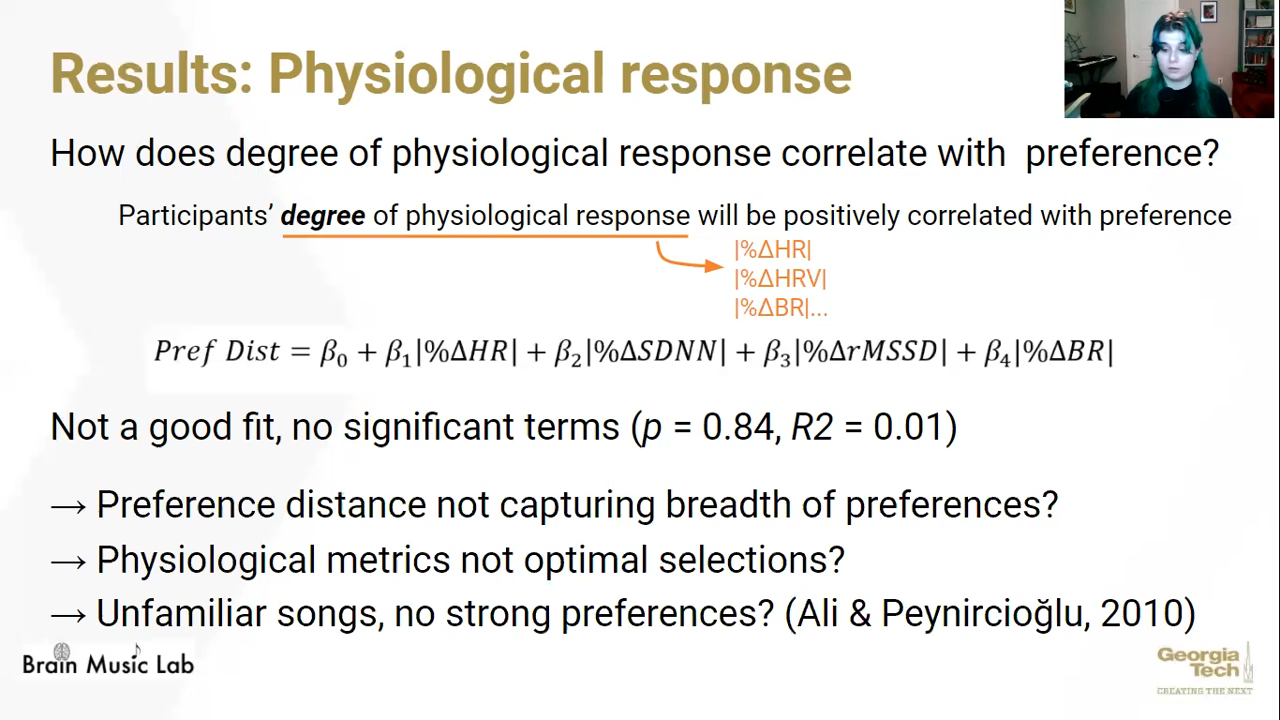 Results: Physiological response
How does degree of physiological response correlate with preference?
Participants’ degree of physiological response will be positively correlated with preference
|%ΔHR|
|%ΔHRV|
|%ΔBR|...
Pref Dist = β₀ + β₁|%ΔHR| + β₂|%ΔSDNN| + β₃|%ΔrMSSD| + β₄|%ΔBR|
Not a good fit, no significant terms (p = 0.84, R2 = 0.01)
→ Preference distance not capturing breadth of preferences?
→ Physiological metrics not optimal selections?
→ Unfamiliar songs, no strong preferences? (Ali & Peynircioğlu, 2010)
Brain Music Lab
Georgia
Tech
CREATING THE NEXT